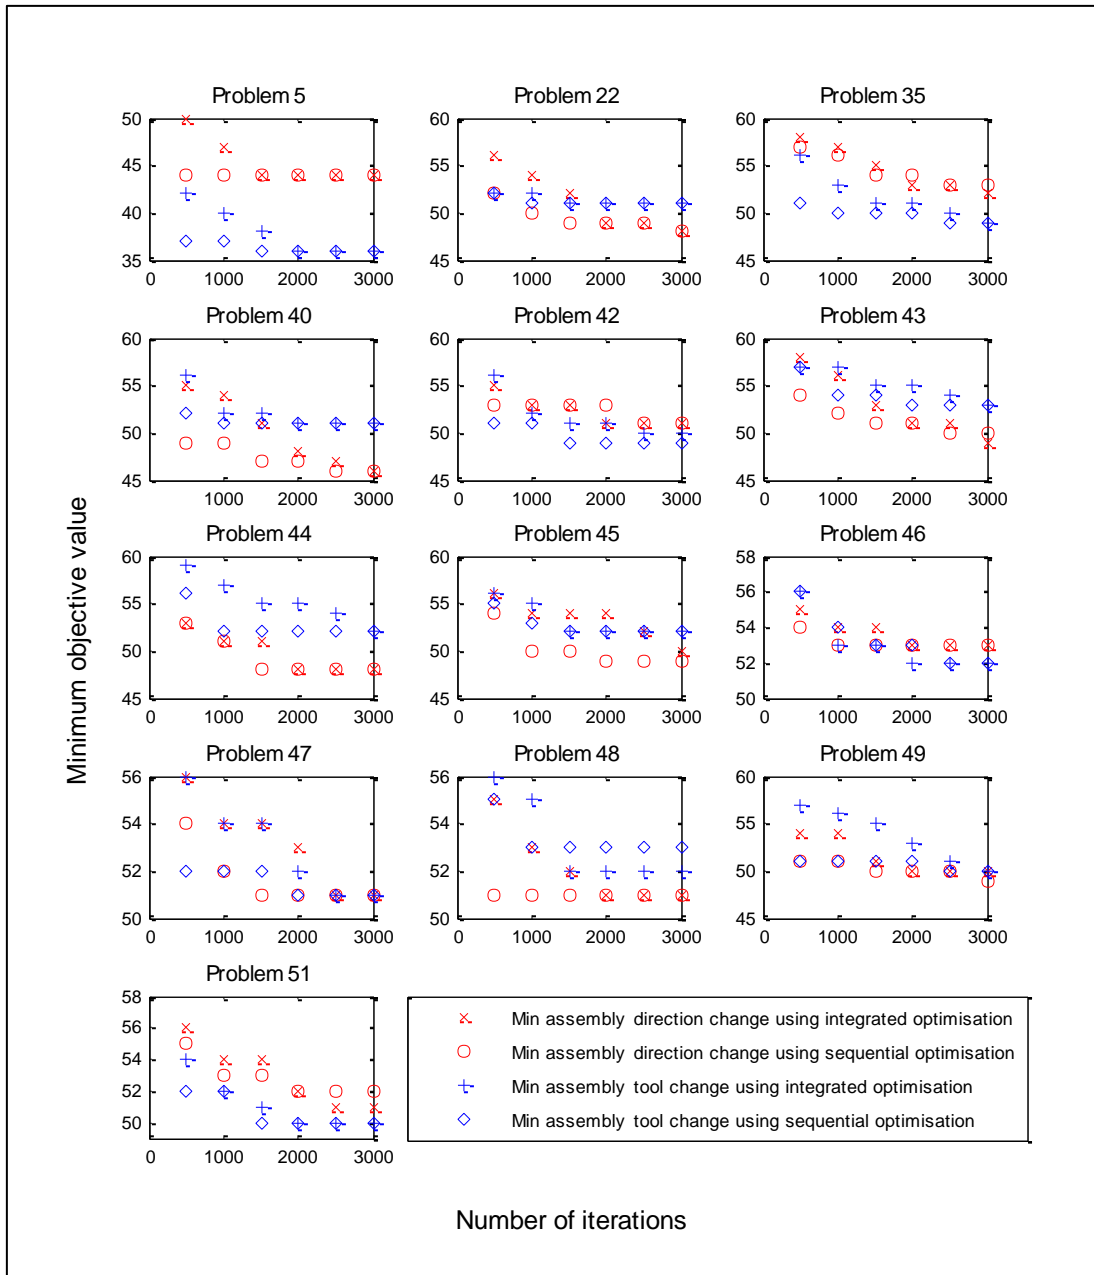 Problem 5
Problem 22
Problem 35
50
45
40
35
0 1000 2000 3000
60
55
50
45
0 1000 2000 3000
60
55
50
45
0 1000 2000 3000
Problem 40
Problem 42
Problem 43
60
55
50
45
0 1000 2000 3000
60
55
50
45
0 1000 2000 3000
60
55
50
45
0 1000 2000 3000
Problem 44
Problem 45
Problem 46
60
55
50
45
0 1000 2000 3000
60
55
50
45
0 1000 2000 3000
58
56
54
52
50
0 1000 2000 3000
Problem 47
Problem 48
Problem 49
56
54
52
50
0 1000 2000 3000
56
54
52
50
0 1000 2000 3000
60
55
50
45
0 1000 2000 3000
Problem 51
58
56
54
52
50
0 1000 2000 3000
Min assembly direction change using integrated optimisation
Min assembly direction change using sequential optimisation
Min assembly tool change using integrated optimisation
Min assembly tool change using sequential optimisation
Minimum objective value
Number of iterations